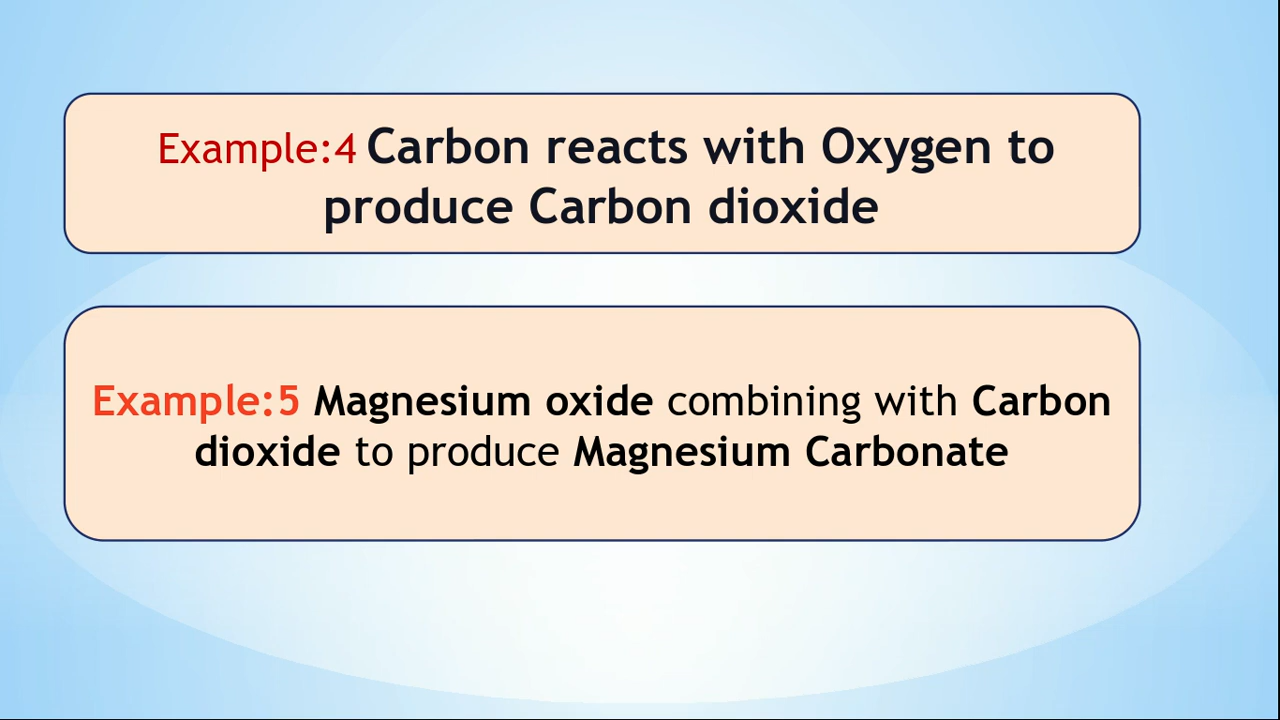 Example:4 Carbon reacts with Oxygen to
produce Carbon dioxide
Example:5 Magnesium oxide combining with Carbon
dioxide to produce Magnesium Carbonate